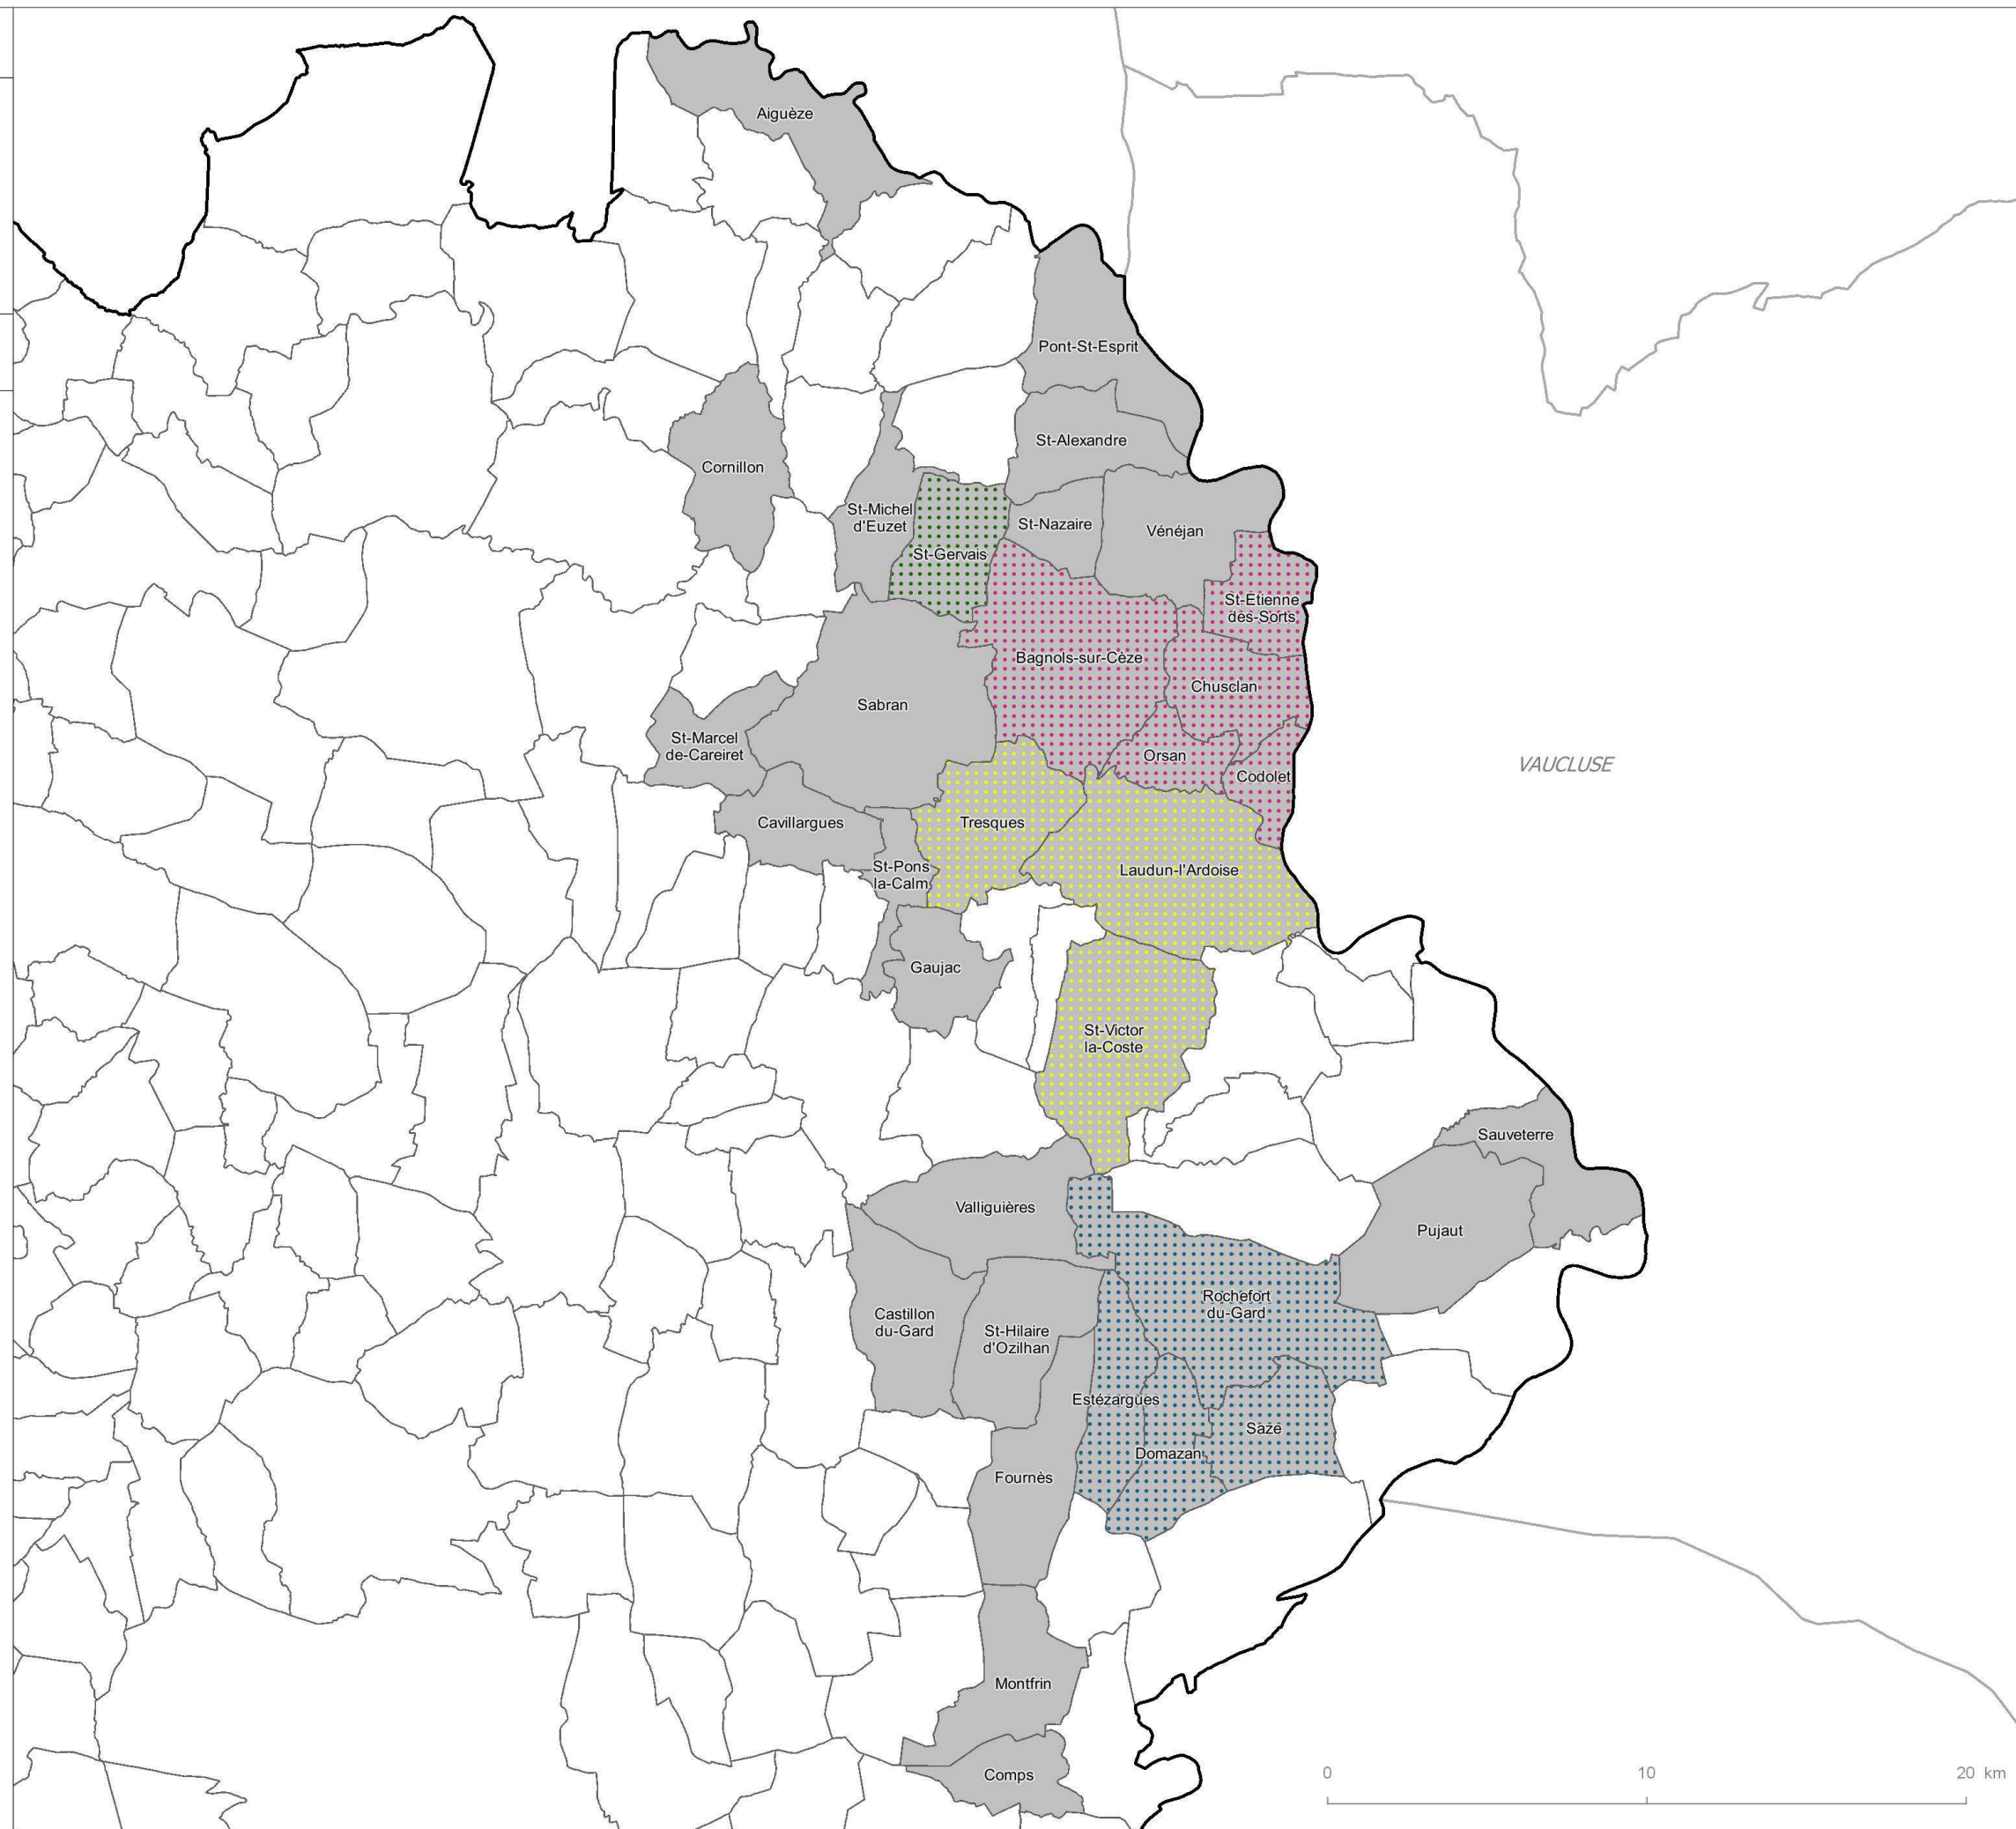 Aiguèze
Pont-St-Esprit
St-Alexandre
Cornillon
St-Michel
d'Euzet
St-Nazaire
Vénéjan
St-Gervais
St-Etienne
des-Sorts
Bagnols-sur-Cèze
Chusclan
Sabran
St-Marcel
de-Careiret
Orsan
Codolet
VAUCLUSE
Cavillargues
Tresques
St-Pons
la-Calm
Laudun-l'Ardoise
Gaujac
St-Victor
la-Coste
Sauveterre
Valliguières
Pujaut
Rochefort
du-Gard
Castillon
du-Gard
St-Hilaire
d'Ozilhan
Estézargues
Saze
Domazan
Fournès
Montfrin
Comps
0 10 20 km